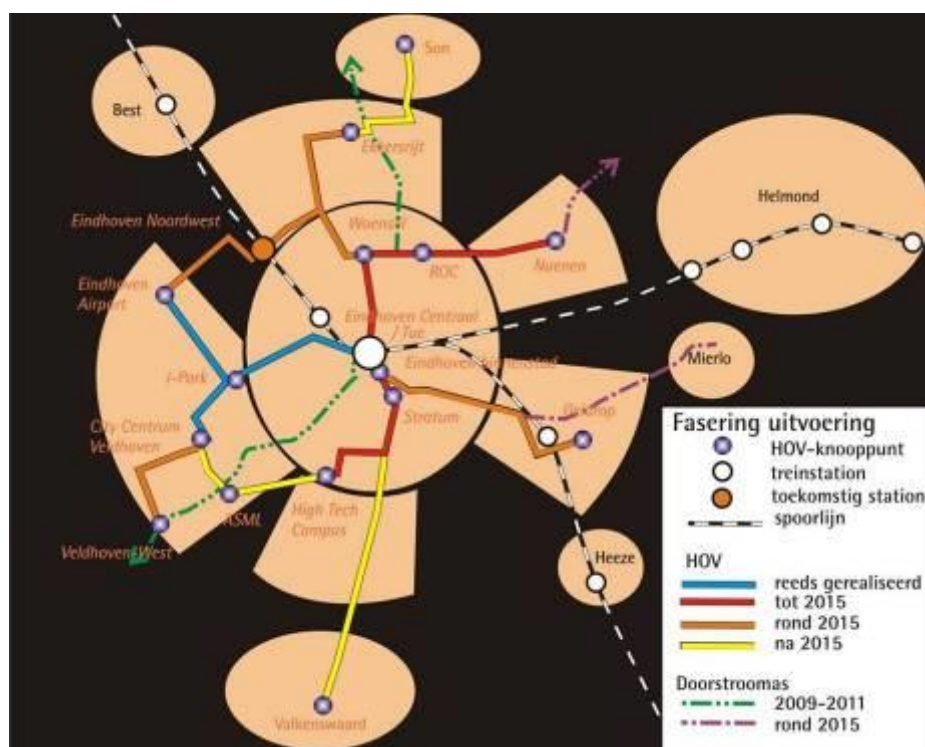 Son
Best
Ekkersrijt
Helmond
Eindhoven Noordwest
Woensel
ROC
Nuenen
Eindhoven
Airport
Eindhoven Centraal
/ Tue
Eindhoven
Mierlo
I-Park
Stratum
City Centrum
Veldhoven
ASML
High Tech
Campus
Veldhoven-West
Heeze
Valkenswaard
Fasering uitvoering
HOV-knooppunt
treinstation
toekomstig station
spoorlijn
HOV
reeds gerealiseerd
tot 2015
rond 2015
na 2015
Doorstroomas
2009-2011
rond 2015